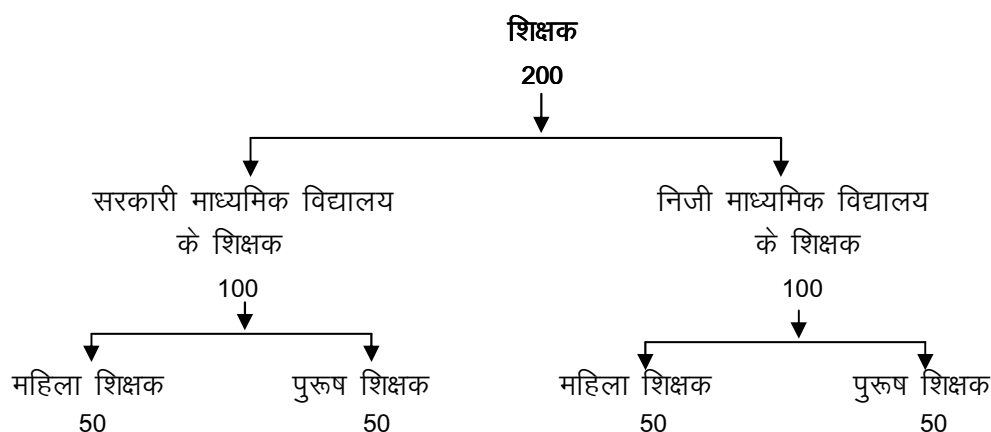 शिक्षक
200
सरकारी माध्यमिक विद्यालय
के शिक्षक
100
निजी माध्यमिक विद्यालय
के शिक्षक
100
महिला शिक्षक
50
पुरूष शिक्षक
50
महिला शिक्षक
50
पुरूष शिक्षक
50